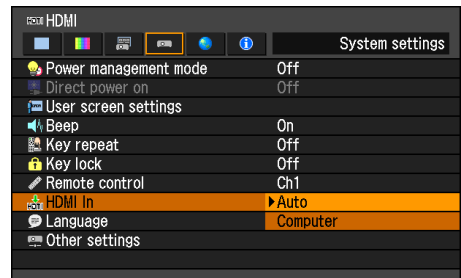 HDMI HDMI
System settings
Power management mode Off
Direct power on Off
User screen settings
Beep On
Key repeat Off
Key lock Off
Remote control Ch1
HDMI In Auto
Language Computer
Other settings